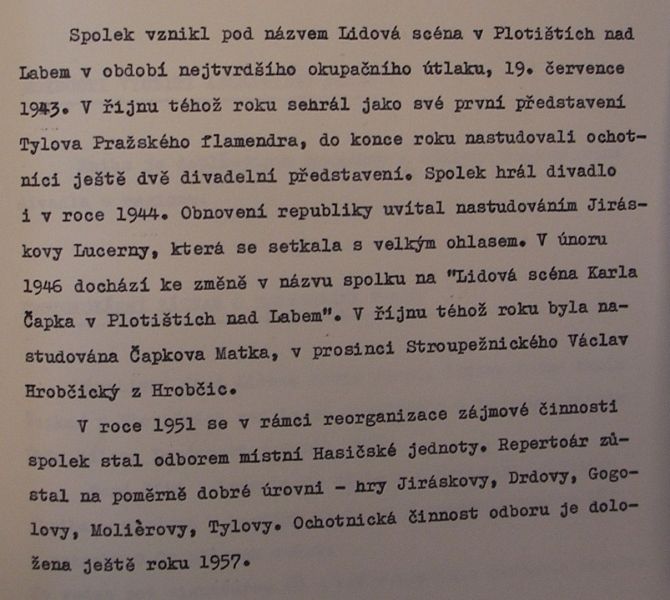 Spolek vznikl pod názvem Lidová scéna v Plotištích nad
Labem v období nejtvrdšího okupačního útlaku, 19. července
1943. V říjnu téhož roku sehrál jako své první představení
Tylova Pražského flamendra, do konce roku nastudovali ochot-
níci ještě dvě divadelní představení. Spolek hrál divadlo
i v roce 1944. Obnovení republiky uvítal nastudováním Jirás-
kovy Lucerny, která se setkala s velkým ohlasem. V únoru
1946 dochází ke změně v názvu spolku na "Lidová scéna Karla
Čapka v Plotištích nad Labem". V říjnu téhož roku byla na-
studována Čapkova Matka, v prosinci Stroupežnického Václav
Hrobčický z Hrobčic.
V roce 1951 se v rámci reorganizace zájmové činnosti
spolek stal odborem místní Hasičské jednoty. Repertoár zů-
stal na poměrně dobré úrovni - hry Jiráskovy, Drdovy, Gogo-
lovy, Molièrovy, Tylovy. Ochotnická činnost odboru je dolo-
žena ještě roku 1957.